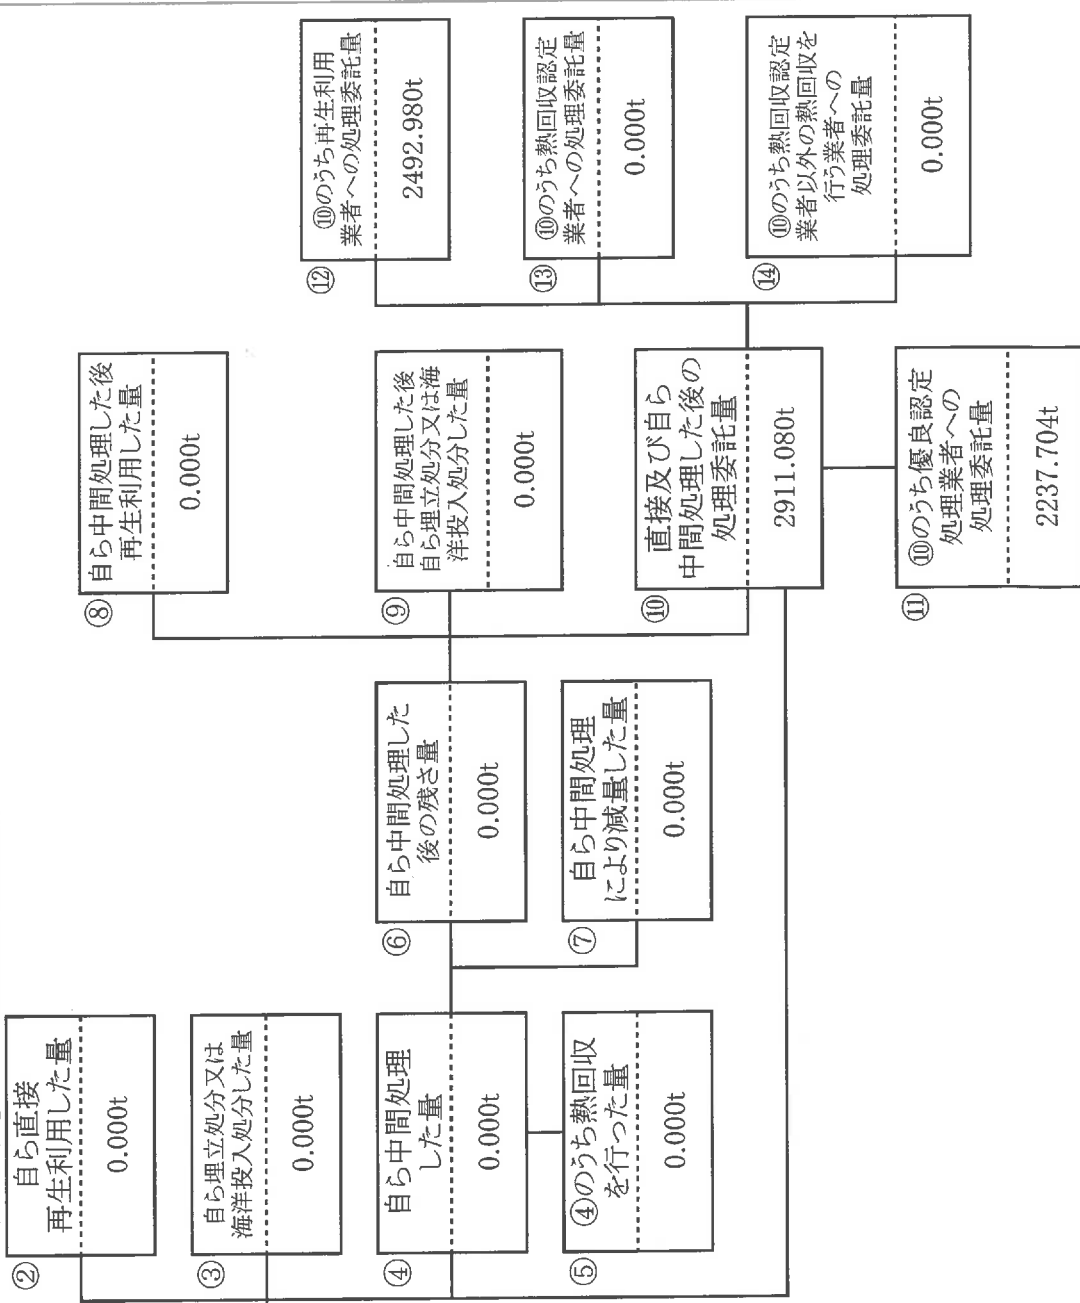 ②
自ら直接
再生利用した量
0.000t
③
自ら埋立処分又は
海洋投入処分した量
0.000t
④
自ら中間処理
した量
0.000t
⑤
④のうち熱回収
を行った量
0.000t
⑥
自ら中間処理した
後の残さ量
0.000t
⑦
自ら中間処理
により減量した量
0.000t
⑧
自ら中間処理した後
再生利用した量
0.000t
⑨
自ら中間処理した後
自ら埋立処分又は海
洋投入処分した量
0.000t
⑩
直接及び自ら
中間処理した後の
処理委託量
2911.080t
⑪
⑩のうち優良認定
処理業者への
処理委託量
2237.704t
⑫
⑩のうち再生利用
業者への処理委託量
2492.980t
⑬
⑩のうち熱回収認定
業者への処理委託量
0.000t
⑭
⑩のうち熱回収認定
業者以外の熱回収を
行う業者への
処理委託量
0.000t